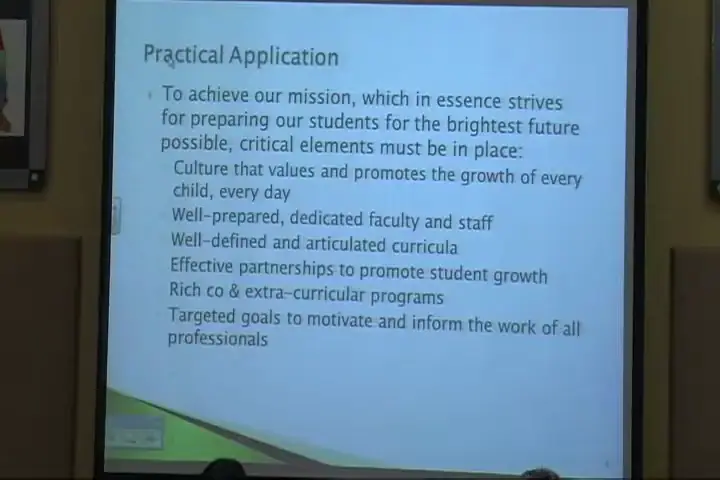 Practical Application
To achieve our mission, which in essence strives
for preparing our students for the brightest future
possible, critical elements must be in place:
Culture that values and promotes the growth of every
child, every day
Well-prepared, dedicated faculty and staff
Well-defined and articulated curricula
Effective partnerships to promote student growth
Rich co & extra-curricular programs
Targeted goals to motivate and inform the work of all
professionals